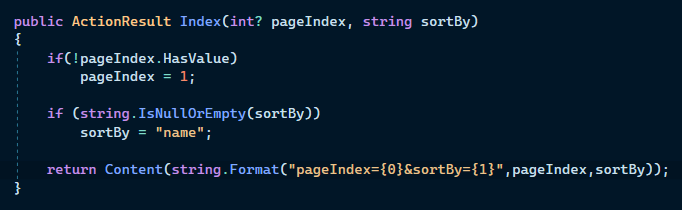 public ActionResult Index(int? pageIndex, string sortBy)
{
if(!pageIndex.HasValue)
pageIndex = 1;
if (string.IsNullOrEmpty(sortBy))
sortBy = "name";
return Content(string.Format("pageIndex={0}&sortBy={1}",pageIndex,sortBy));
}